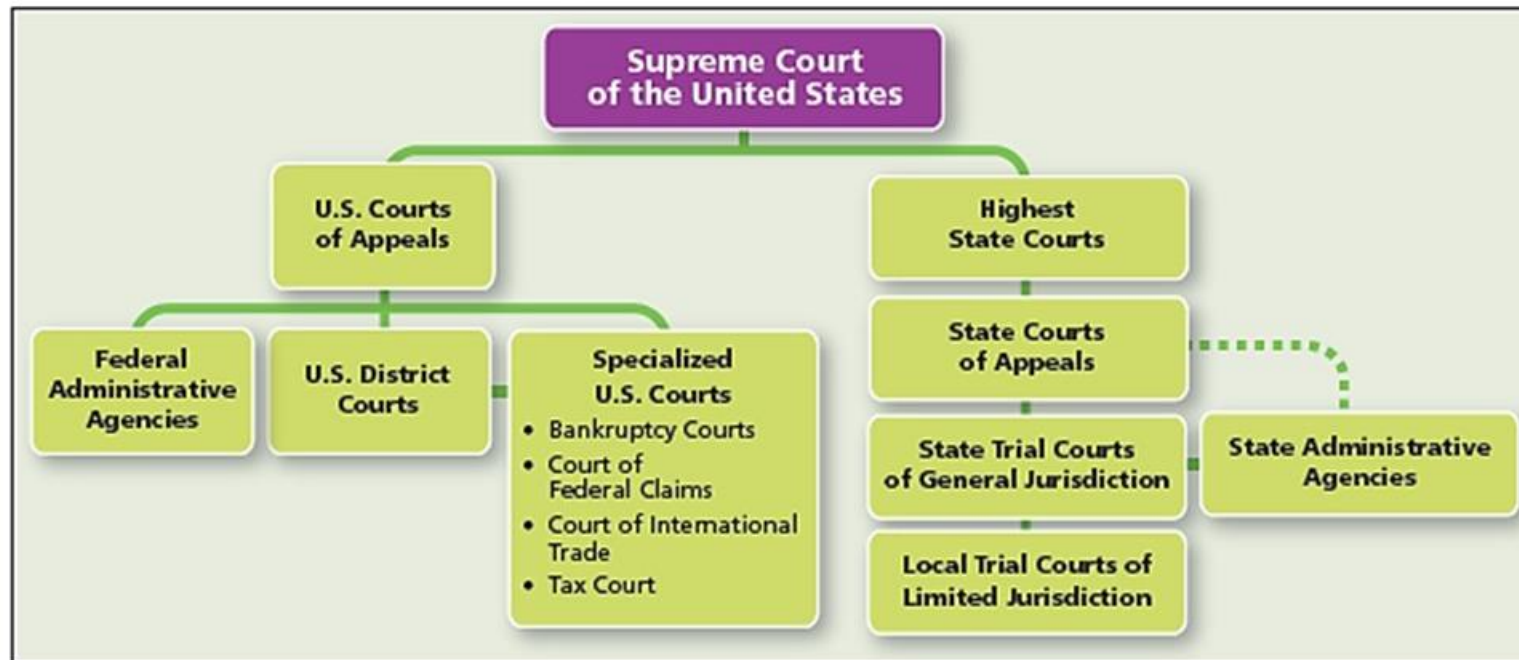 Supreme Court
of the United States
U.S. Courts
of Appeals
Highest
State Courts
Federal
Administrative
Agencies
U.S. District
Courts
Specialized
U.S. Courts
• Bankruptcy Courts
• Court of
Federal Claims
• Court of International
Trade
• Tax Court
State Courts
of Appeals
State Trial Courts
of General Jurisdiction
State Administrative
Agencies
Local Trial Courts of
Limited Jurisdiction